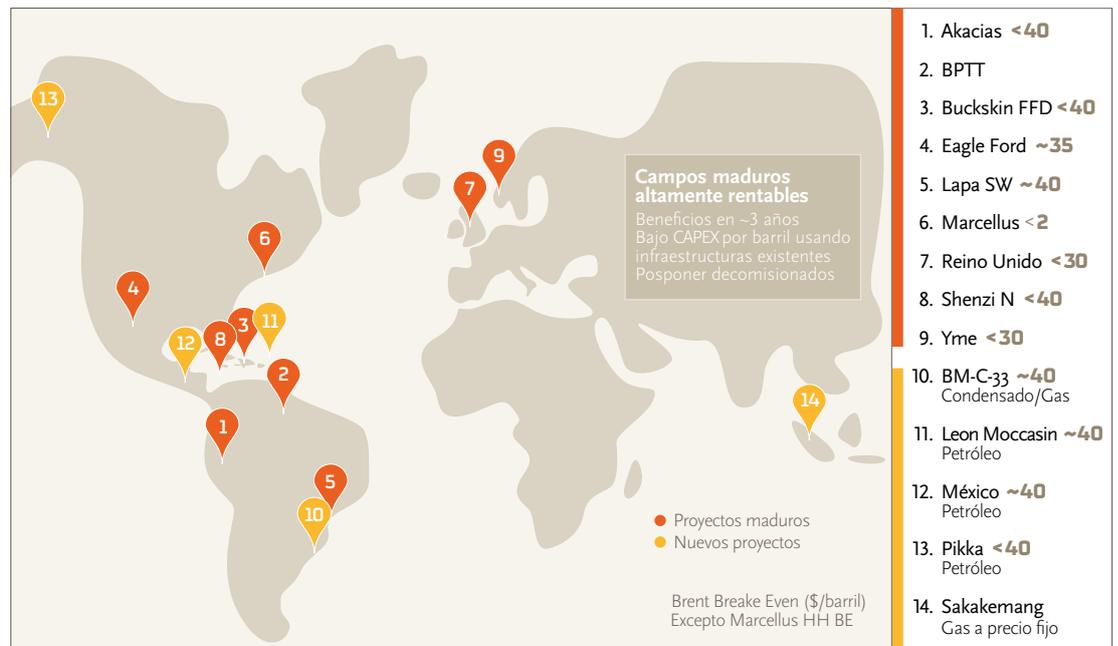 13
9
7
6
4
3
11
8
12
2
14
1
5
10
Campos maduros
altamente rentables
Beneficios en ~3 años
Bajo CAPEX por barril usando
infraestructuras existentes
Posponer decomisionados
Proyectos maduros
Nuevos proyectos
Brent Breake Even ($/barril)
Excepto Marcellus HH BE
1. Akacias <40
2. BPTT
3. Buckskin FFD <40
4. Eagle Ford ~35
5. Lapa SW ~40
6. Marcellus <2
7. Reino Unido <30
8. Shenzi N <40
9. Yme <30
10. BM-C-33 ~40
Condensado/Gas
11. Leon Moccasin ~40
Petróleo
12. México ~40
Petróleo
13. Pikka <40
Petróleo
14. Sakakemang
Gas a precio fijo